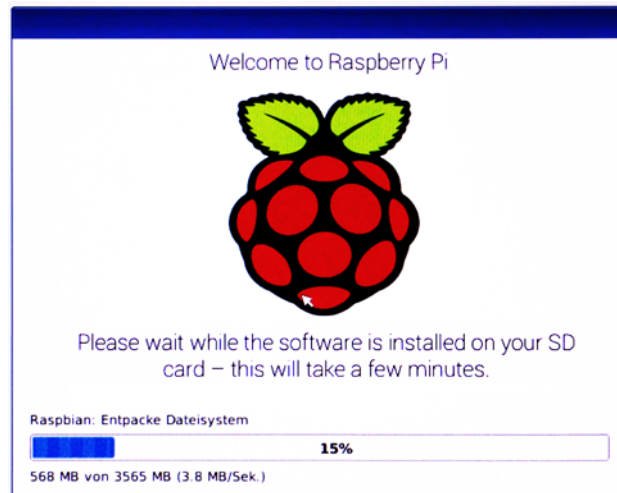 Welcome to Raspberry Pi
Please wait while the software is installed on your SD
card – this will take a few minutes.
Raspbian: Entpacke Dateisystem
15%
568 MB von 3565 MB (3.8 MB/Sek.)